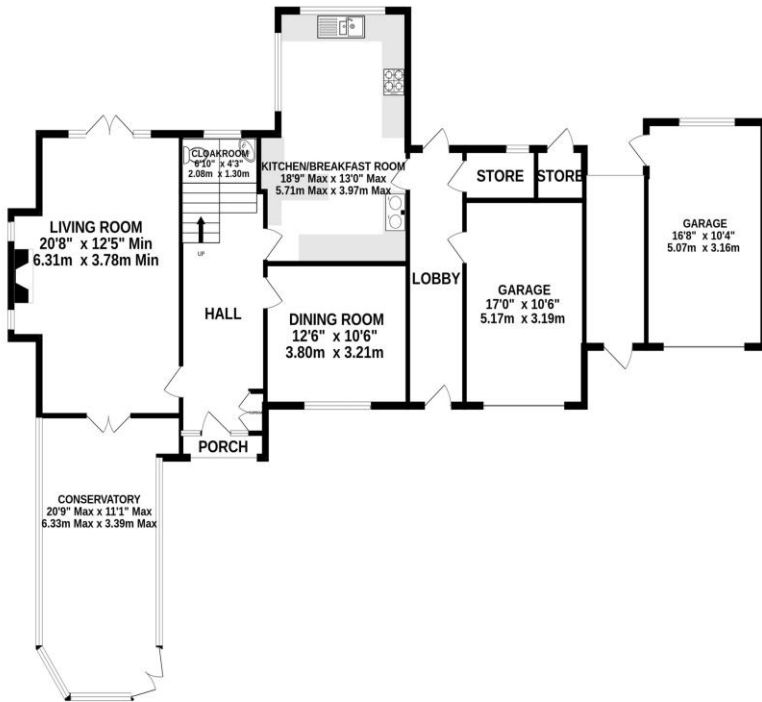 CLOAKROOM
6'10" x 4'3"
2.08m x 1.30m
KITCHEN/BREAKFAST ROOM
18'9" Max x 13'0" Max
5.71m Max x 3.97m Max
STORE
STORE
LIVING ROOM
20'8" x 12'5" Min
6.31m x 3.78m Min
UP
GARAGE
16'8" x 10'4"
5.07m x 3.16m
LOBBY
GARAGE
17'0" x 10'6"
5.17m x 3.19m
HALL
DINING ROOM
12'6" x 10'6"
3.80m x 3.21m
PORCH
CONSERVATORY
20'9" Max x 11'1" Max
6.33m Max x 3.39m Max